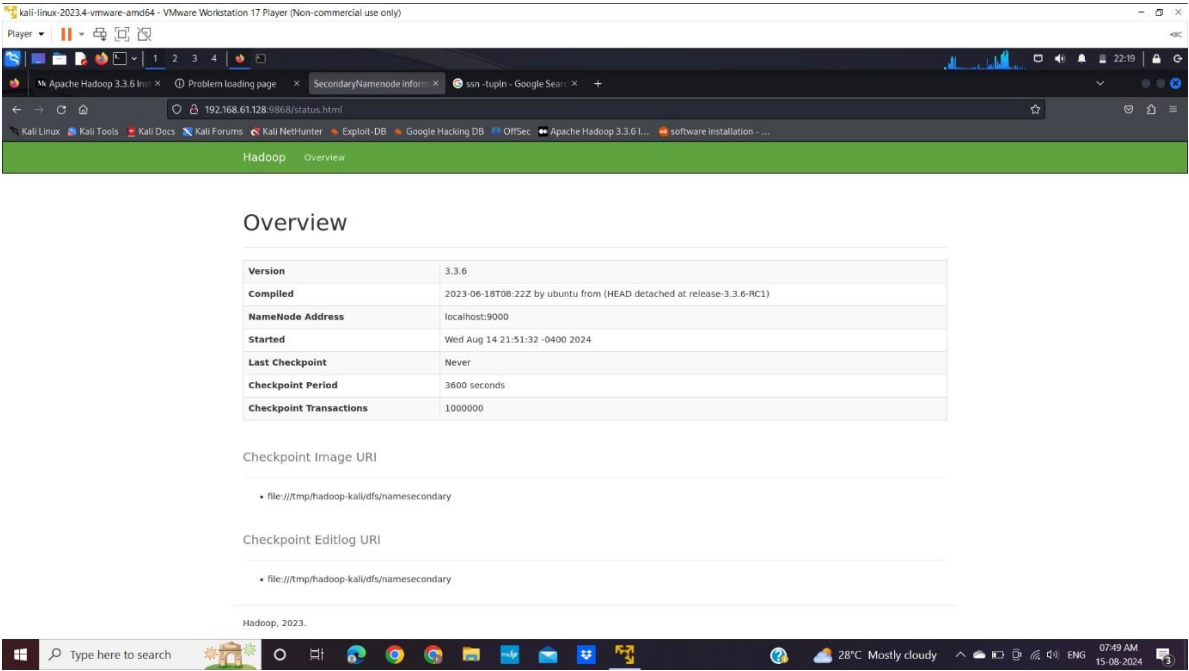 kali-linux-2023.4-vmware-amd64 - VMware Workstation 17 Player (Non-commercial use only)
Player
1 2 3 4
22:19
Apache Hadoop 3.3.6 Ins
Problem loading page
SecondaryNamenode inform
ssn -tupln - Google Sear
192.168.61.128:9868/status.html
Kali Linux Kali Tools Kali Docs Kali Forums Kali NetHunter Exploit-DB Google Hacking DB OffSec Apache Hadoop 3.3.6 I... software installation - ...
Hadoop Overview
Overview
Version 3.3.6
Compiled 2023-06-18T08:22Z by ubuntu from (HEAD detached at release-3.3.6-RC1)
NameNode Address localhost:9000
Started Wed Aug 14 21:51:32 -0400 2024
Last Checkpoint Never
Checkpoint Period 3600 seconds
Checkpoint Transactions 1000000
Checkpoint Image URI
• file:///tmp/hadoop-kali/dfs/namesecondary
Checkpoint Editlog URI
• file:///tmp/hadoop-kali/dfs/namesecondary
Hadoop, 2023.
Type here to search
28°C Mostly cloudy
ENG
07:49 AM
15-08-2024
3